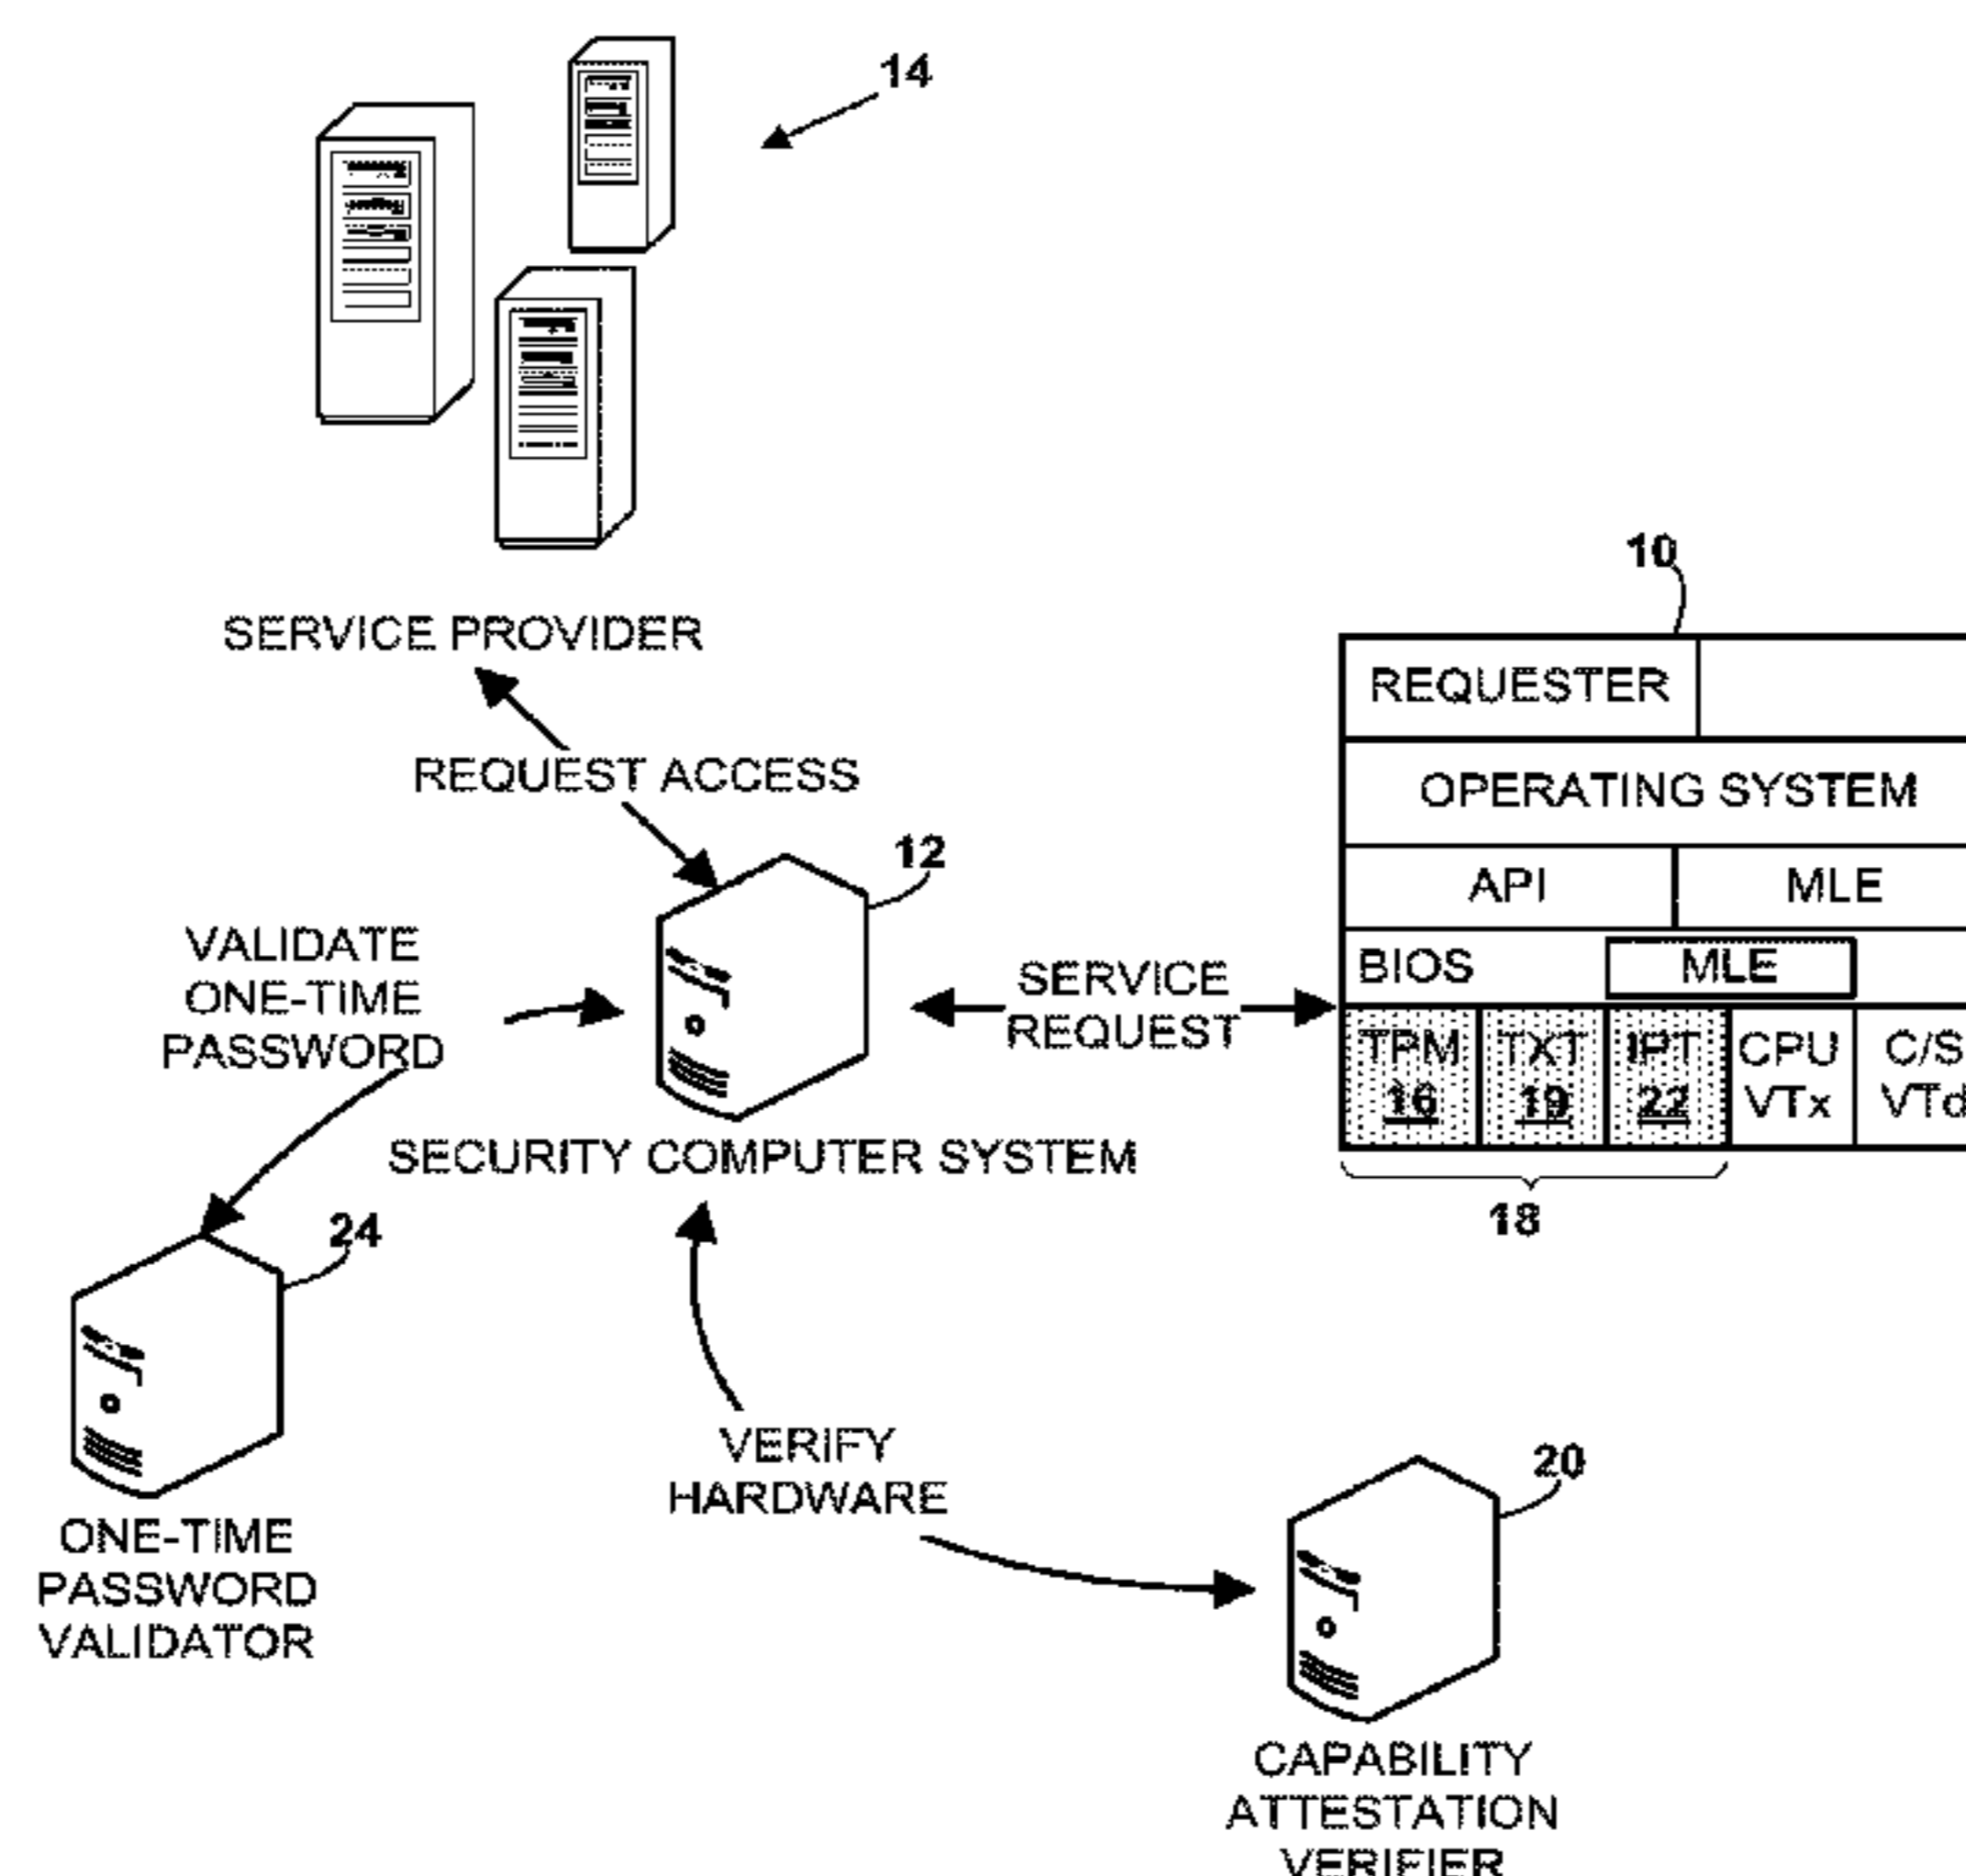 14
SERVICE PROVIDER
10
REQUESTER
OPERATING SYSTEM
API MLE
BIOS MLE
TPM TXT IPT CPU C/S
16 19 22 VTx VTd
18
REQUEST ACCESS
12
VALIDATE
ONE-TIME
PASSWORD
SERVICE
REQUEST
SECURITY COMPUTER SYSTEM
24
ONE-TIME
PASSWORD
VALIDATOR
VERIFY
HARDWARE
20
CAPABILITY
ATTESTATION
VERIFIER